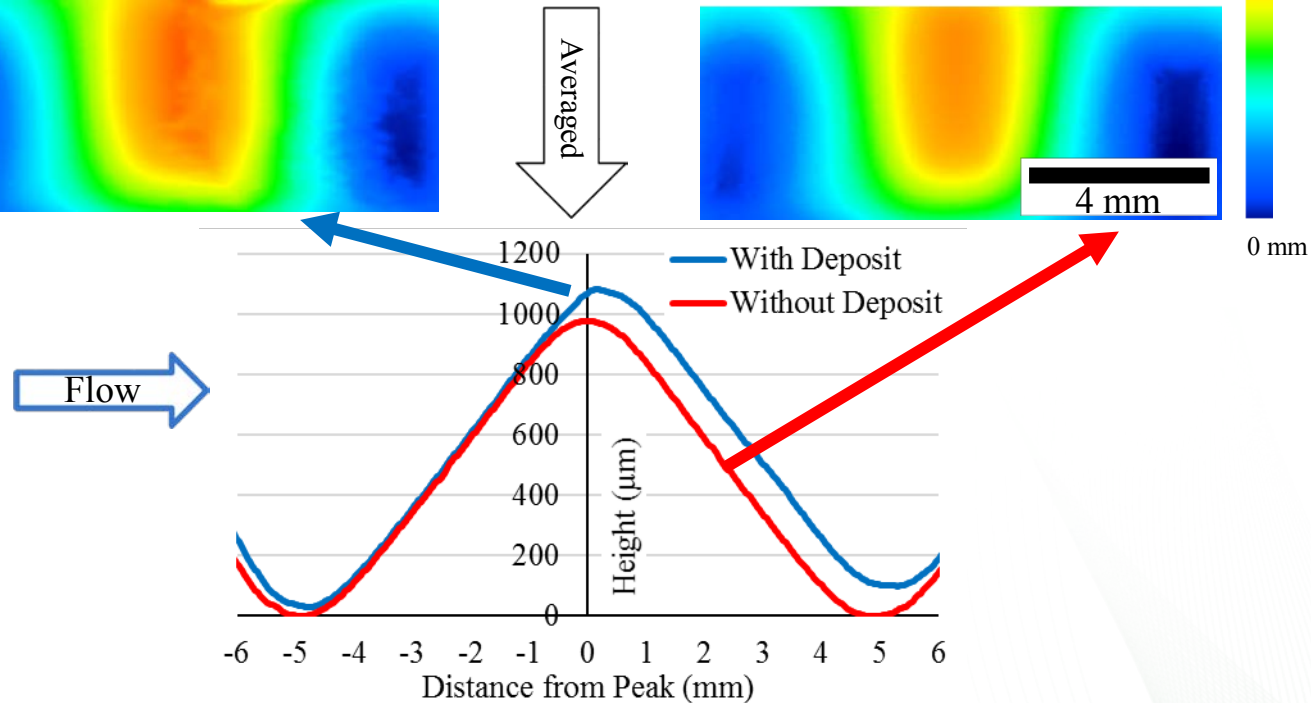 Averaged
4 mm
0 mm
Flow
With Deposit
Without Deposit
1200
1000
800
600
400
200
0
Height (μm)
-6 -5 -4 -3 -2 -1 0 1 2 3 4 5 6
Distance from Peak (mm)